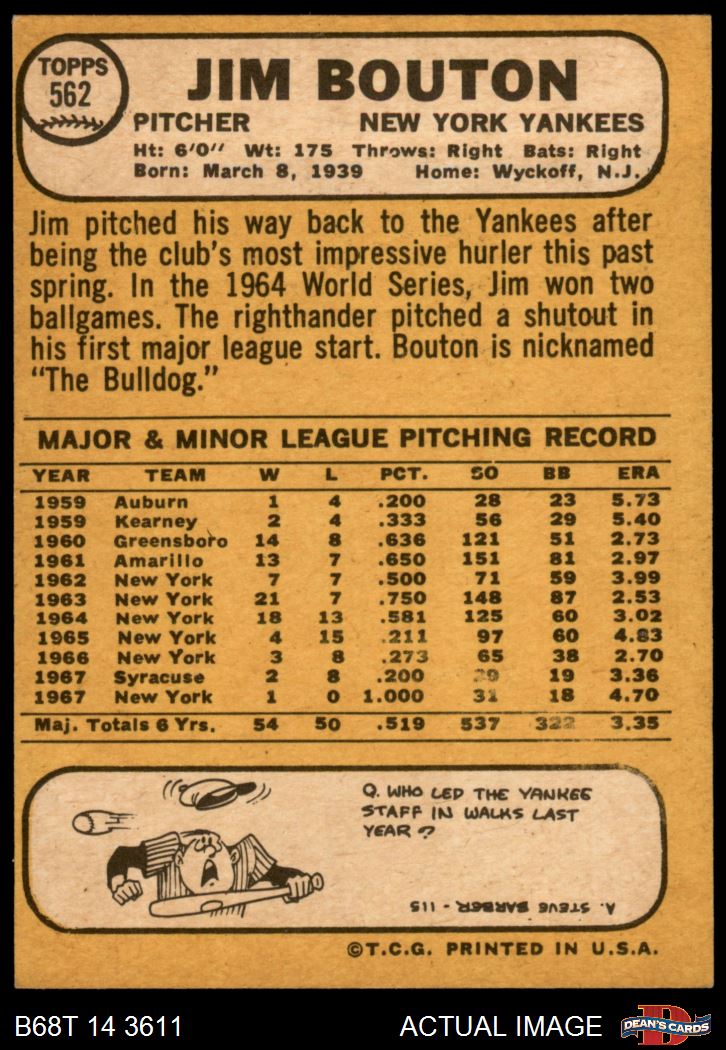 TOPPS
562
JIM BOUTON
PITCHER NEW YORK YANKEES
Ht: 6'0" Wt: 175 Throws: Right Bats: Right
Born: March 8, 1939 Home: Wyckoff, N.J.
Jim pitched his way back to the Yankees after
being the club's most impressive hurler this past
spring. In the 1964 World Series, Jim won two
ballgames. The righthander pitched a shutout in
his first major league start. Bouton is nicknamed
"The Bulldog."
MAJOR & MINOR LEAGUE PITCHING RECORD
YEAR TEAM W L PCT. SO BB ERA
1959 Auburn 1 4 .200 28 23 5.73
1959 Kearney 2 4 .333 56 29 5.40
1960 Greensboro 14 8 .636 121 51 2.73
1961 Amarillo 13 7 .650 151 81 2.97
1962 New York 7 7 .500 71 59 3.99
1963 New York 21 7 .750 148 87 2.53
1964 New York 18 13 .581 125 60 3.02
1965 New York 4 15 .211 97 60 4.83
1966 New York 3 8 .273 65 38 2.70
1967 Syracuse 2 8 .200 19 3.36
1967 New York 1 0 1.000 31 18 4.70
Maj. Totals 6 Yrs. 54 50 .519 537 322 3.35
Q. WHO LED THE YANKEE
STAFF IN WALKS LAST
YEAR?
A. STEVE BARBER - 115
©T.C.G. PRINTED IN U.S.A.
B68T 14 3611 ACTUAL IMAGE
D
DEAN'S CARDS